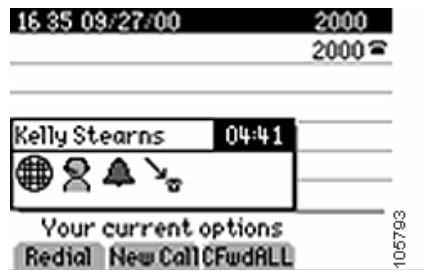 16 35 09/27/00 2000
2000
Kelly Stearns 04:41
Your current options
Redial New Call CFwdALL
105793